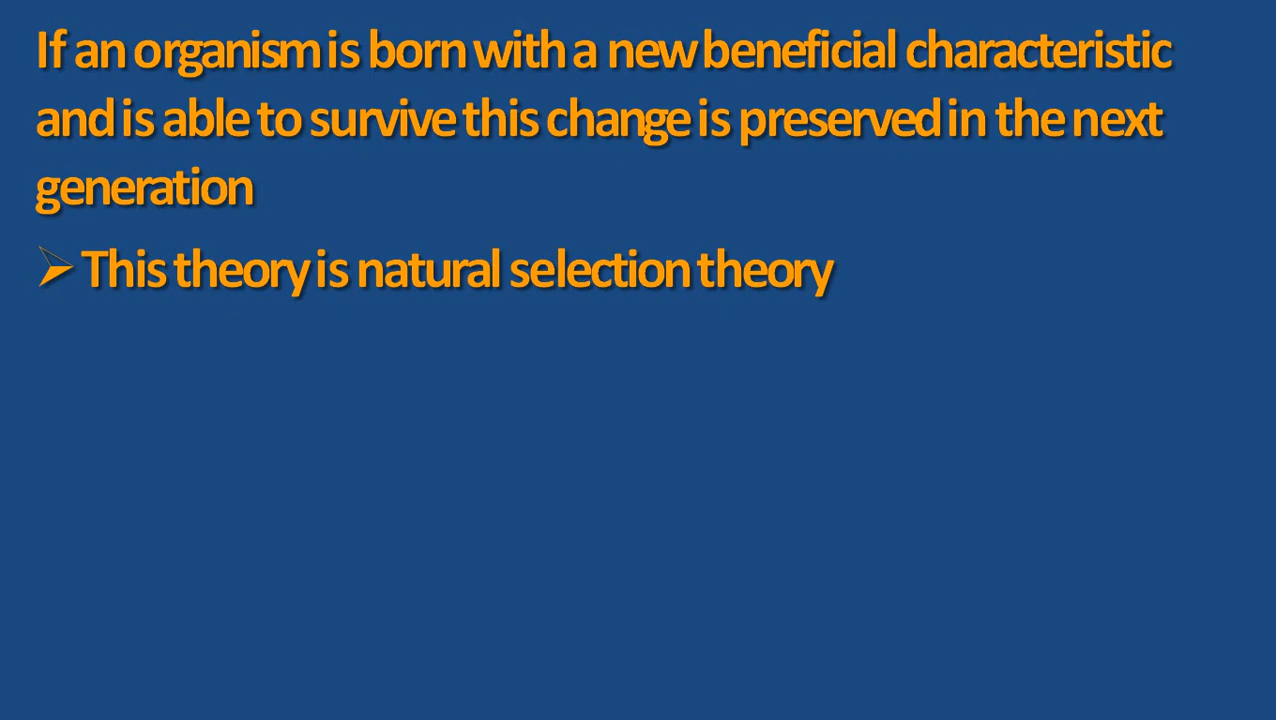 If an organism is born with a new beneficial characteristic
and is able to survive this change is preserved in the next
generation
➢ This theory is natural selection theory